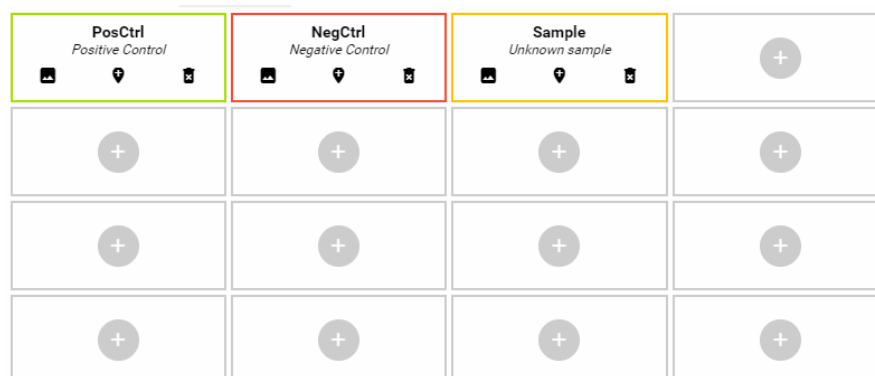 PosCtrl
Positive Control
NegCtrl
Negative Control
Sample
Unknown sample